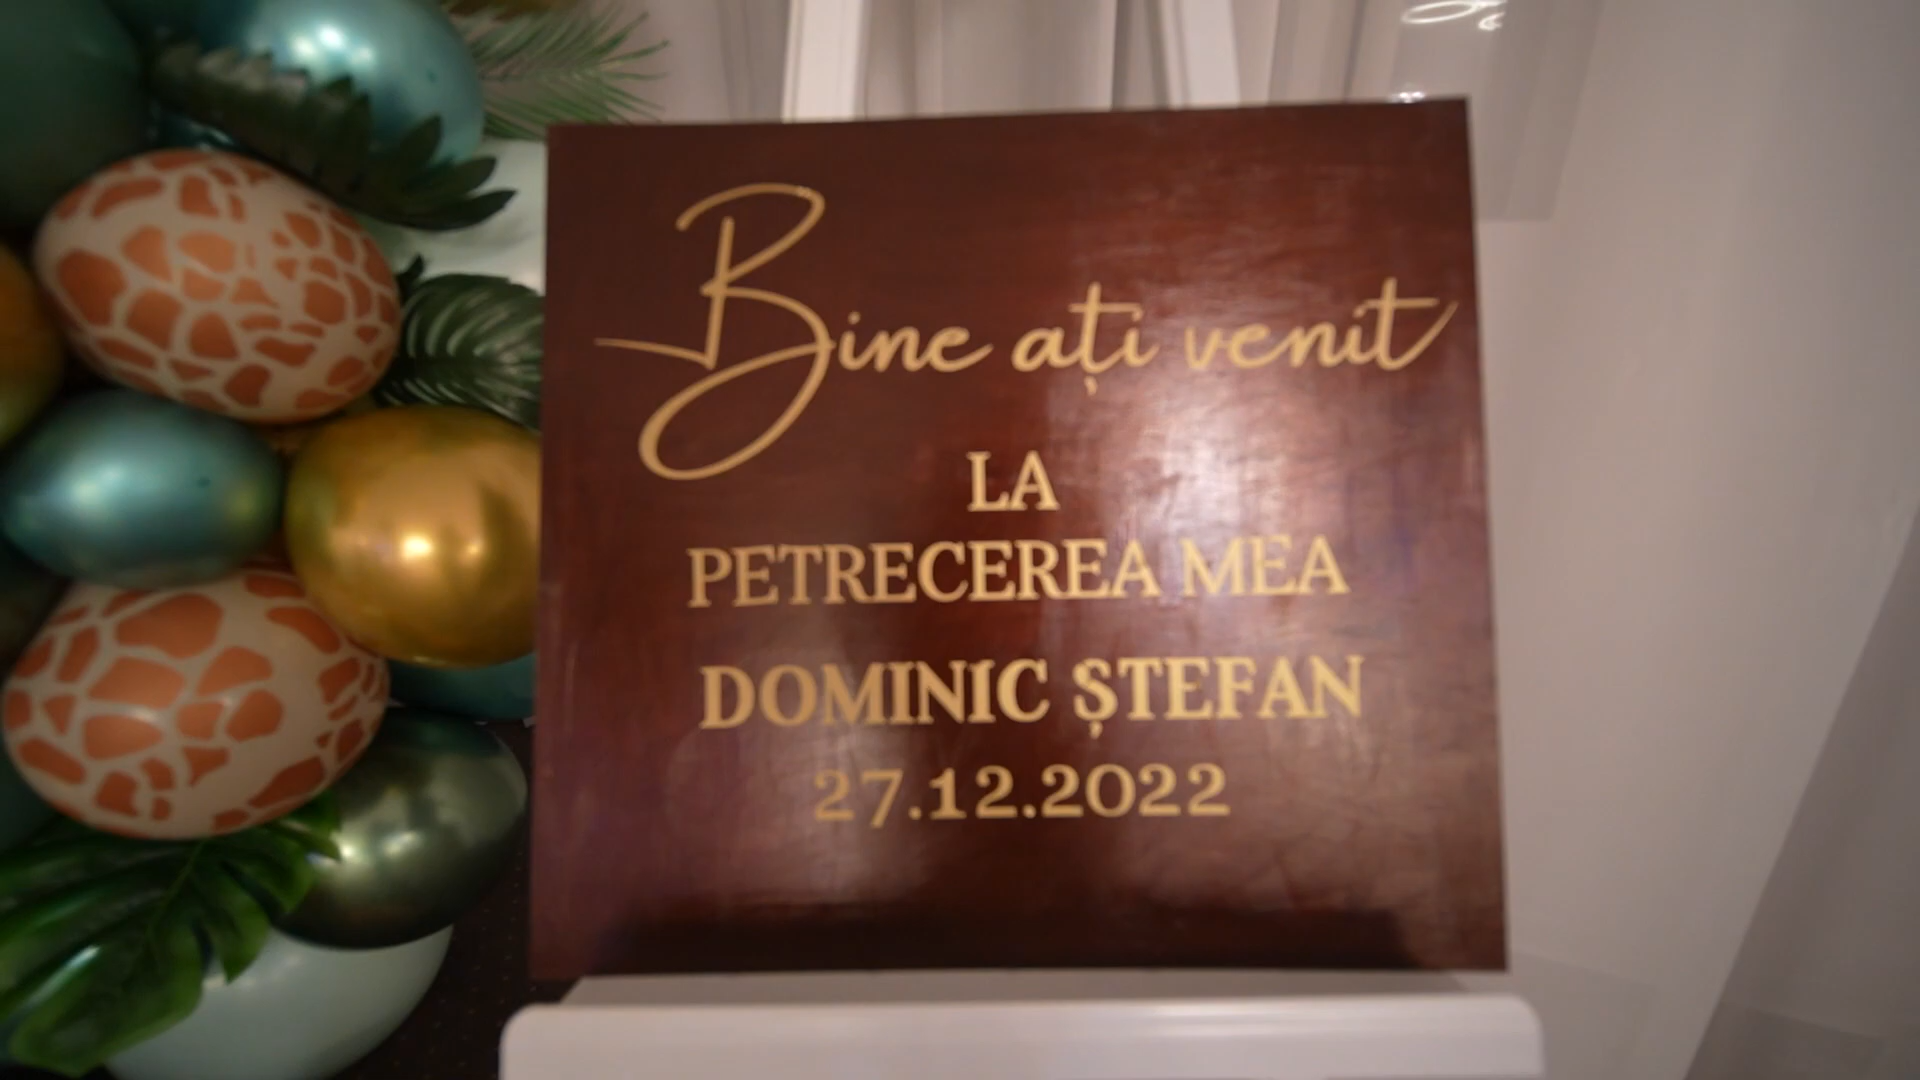 Bine ați venit
LA
PETRECEREA MEA
DOMINIC ȘTEFAN
27.12.2022